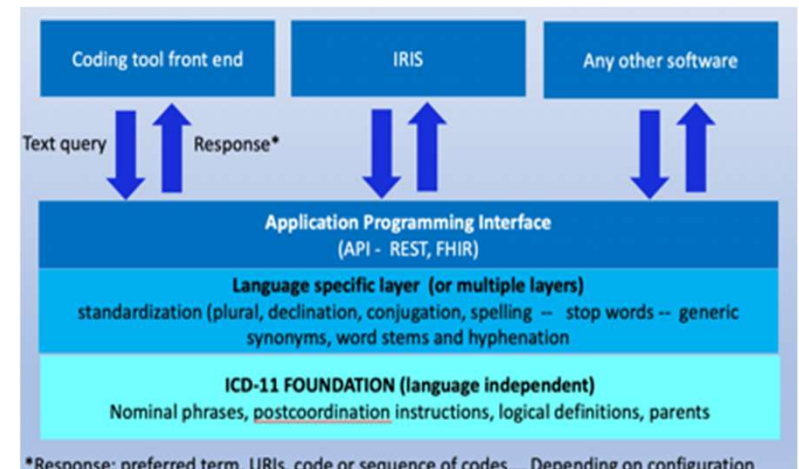 Coding tool front end
IRIS
Any other software
Text query
Response*
Application Programming Interface
(API - REST, FHIR)
Language specific layer (or multiple layers)
standardization (plural, declination, conjugation, spelling -- stop words -- generic
synonyms, word stems and hyphenation
ICD-11 FOUNDATION (language independent)
Nominal phrases, postcoordination instructions, logical definitions, parents
*Response: preferred term, URIs, code or sequence of codes.... Depending on configuration